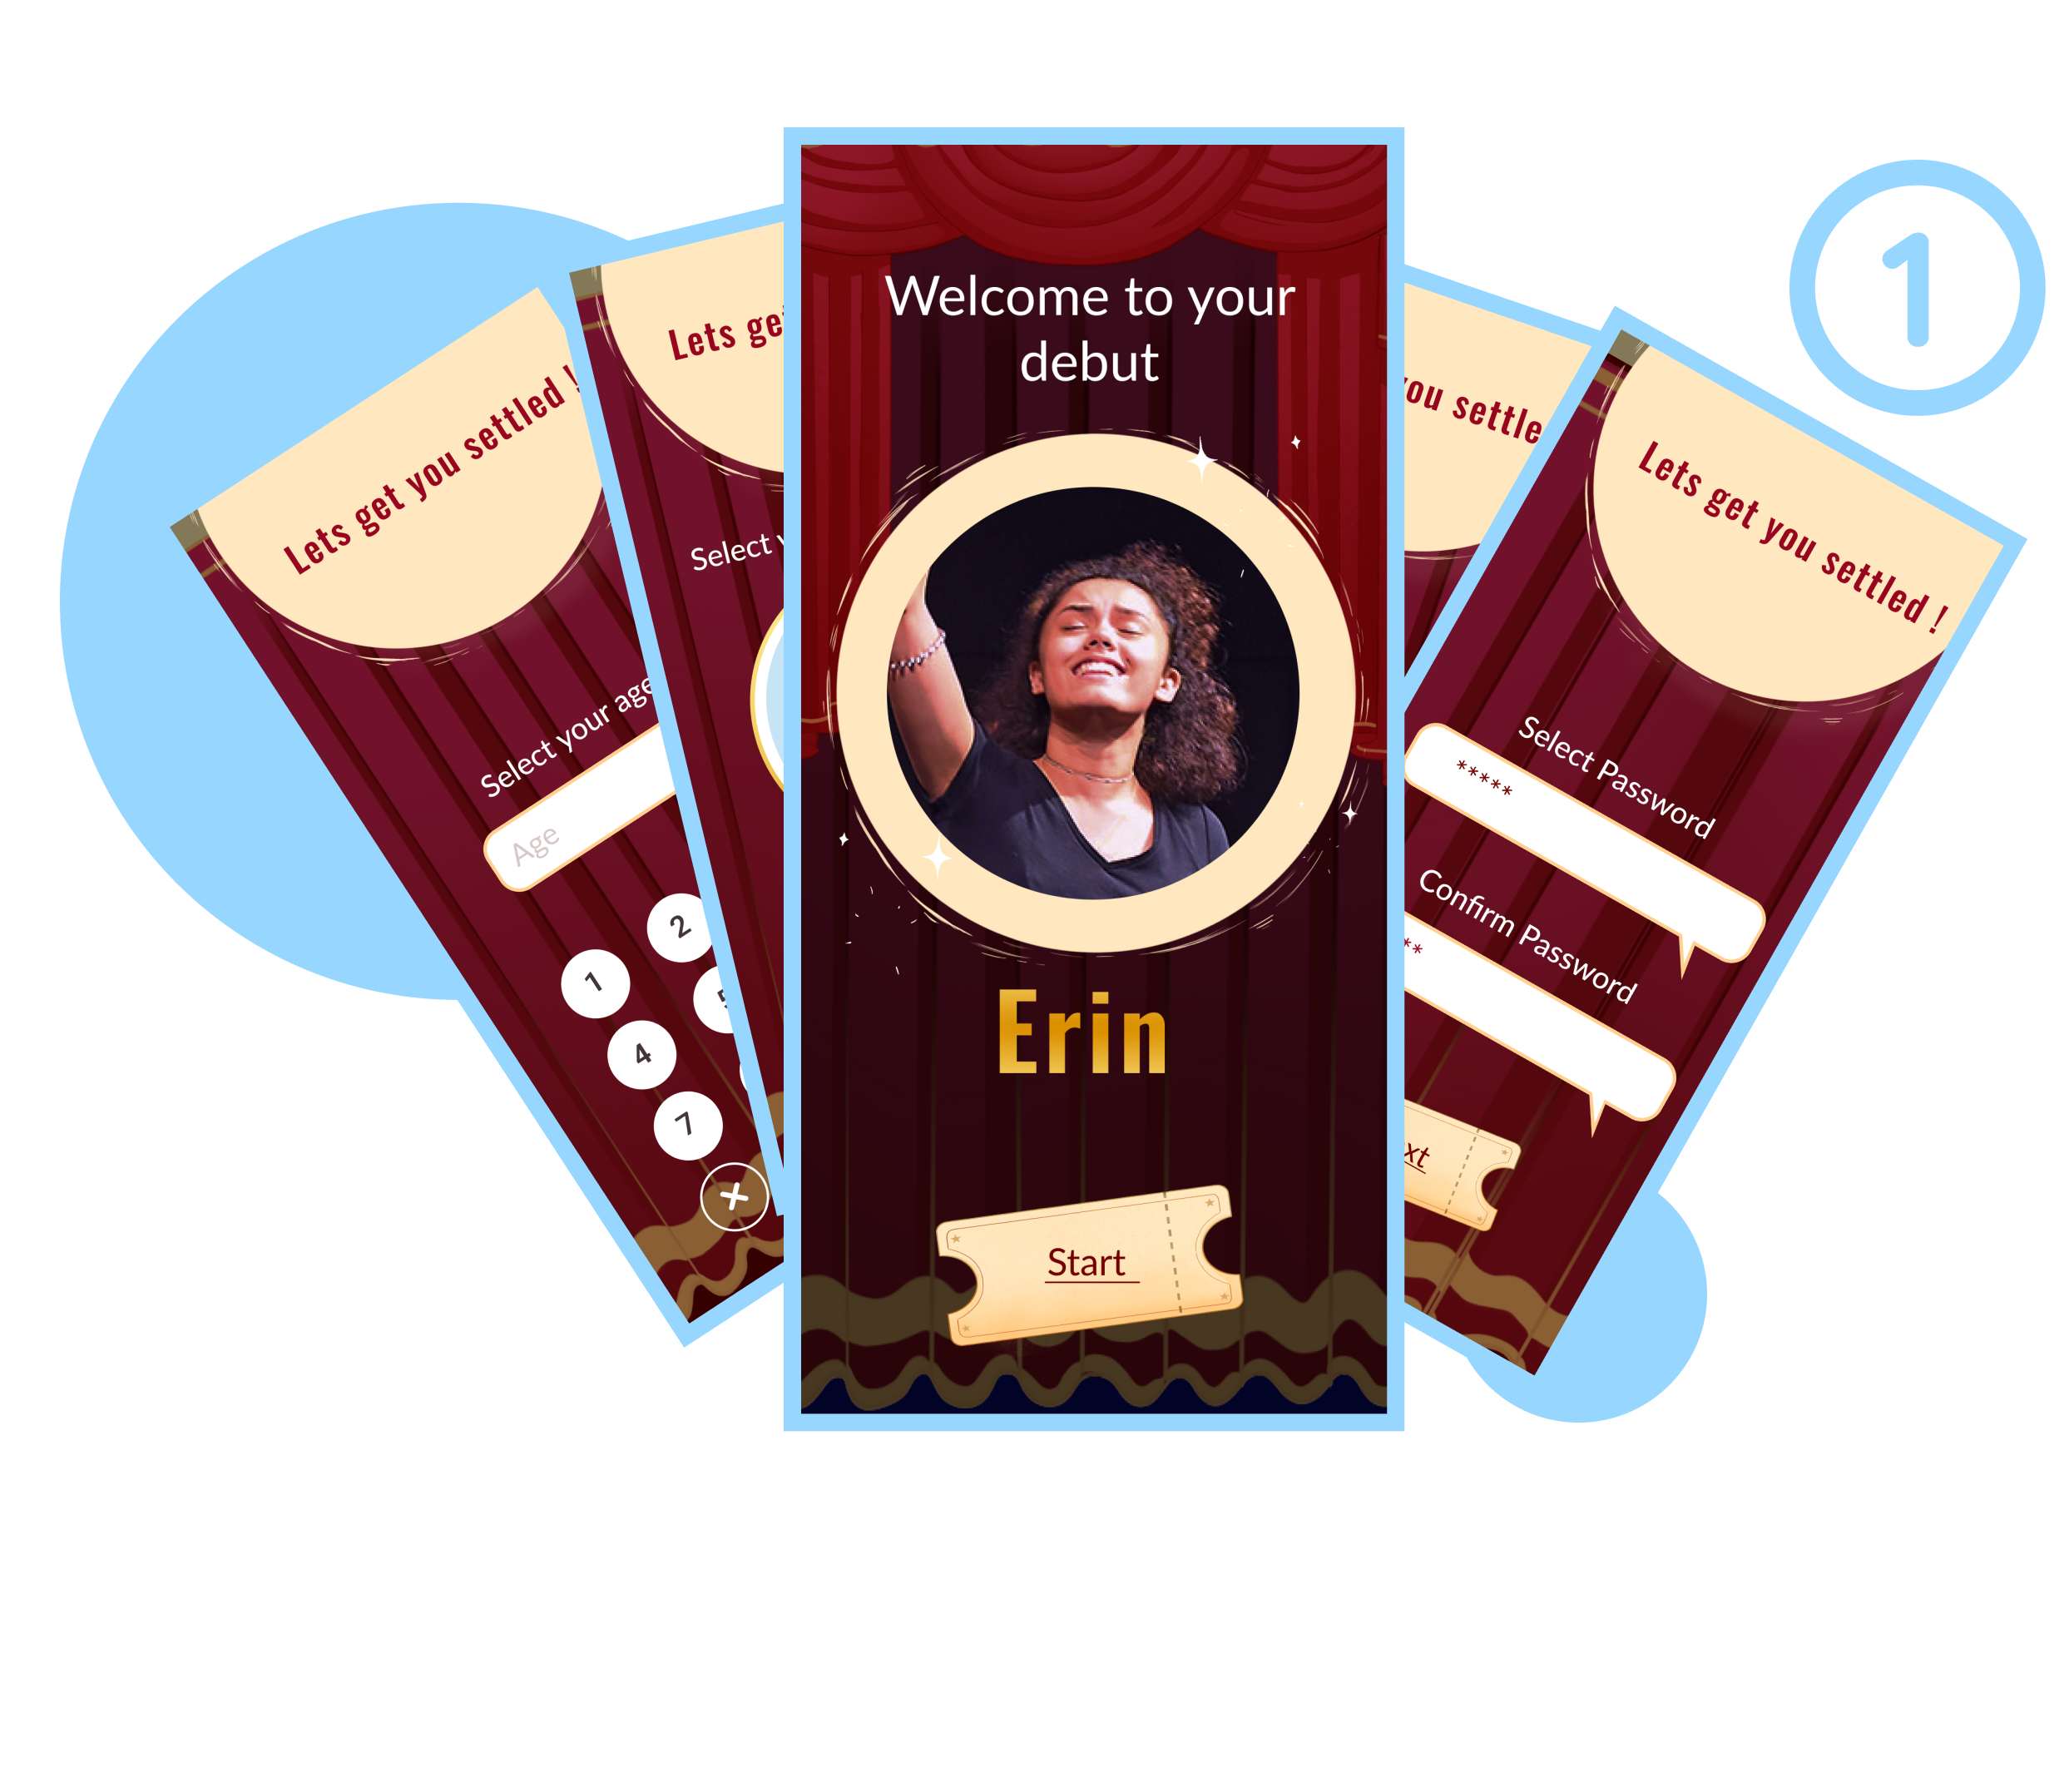 1
Welcome to your
debut
Erin
Start
Lets get you settled !
Select your age
Age
1
2
4
7
Lets
Select
you
Lets get you settled !
Select Password
*****
Confirm Password
**